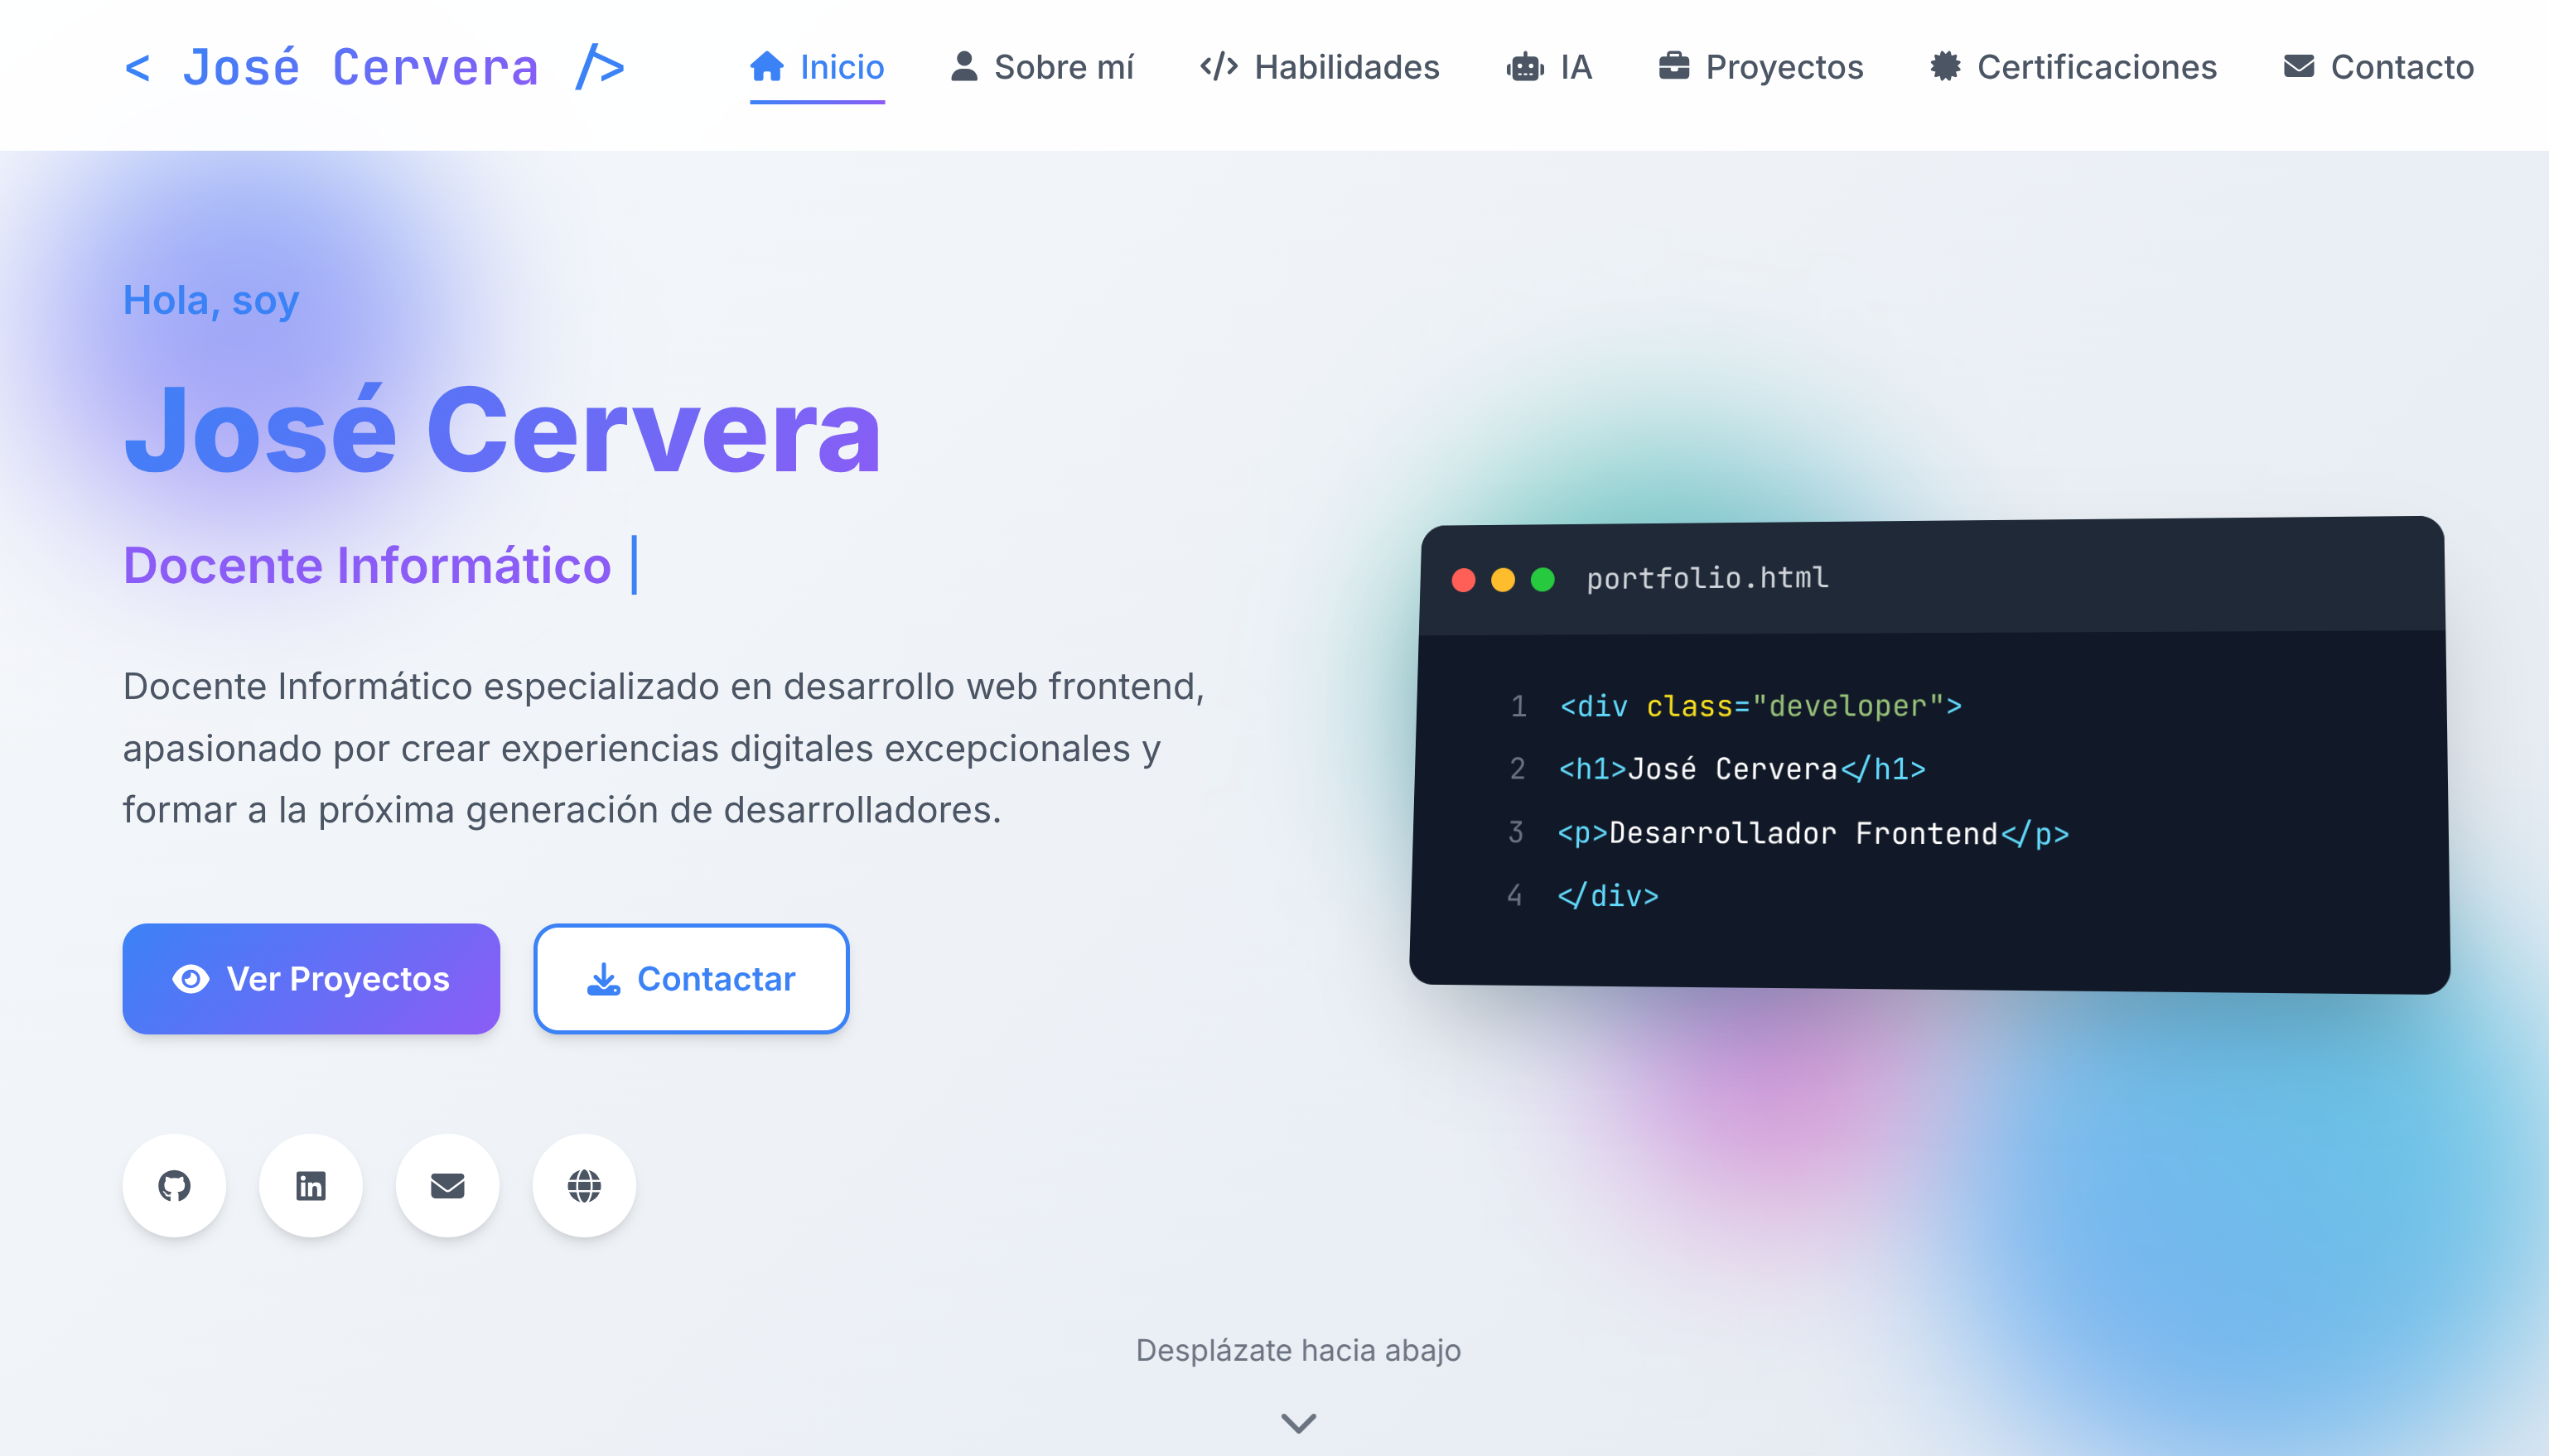 < José Cervera />
Inicio
Sobre mí
Habilidades
IA
Proyectos
Certificaciones
Contacto
Hola, soy
José Cervera
Docente Informático
Docente Informático especializado en desarrollo web frontend,
apasionado por crear experiencias digitales excepcionales y
formar a la próxima generación de desarrolladores.
Ver Proyectos
Contactar
portfolio.html
1 <div class="developer">
2 <h1>José Cervera</h1>
3 <p>Desarrollador Frontend</p>
4 </div>
Desplázate hacia abajo